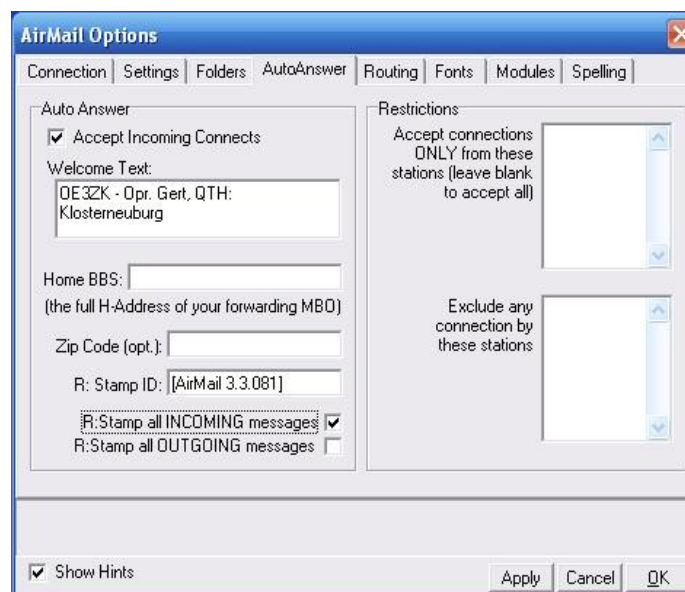 AirMail Options
Connection Settings Folders AutoAnswer Routing Fonts Modules Spelling
Auto Answer
Accept Incoming Connects
Welcome Text:
OE3ZK - Opr. Gert, QTH:
Klosterneuburg
Home BBS:
(the full H-Address of your forwarding MBO)
Zip Code (opt.):
R: Stamp ID: [AirMail 3.3.081]
R:Stamp all INCOMING messages
R:Stamp all OUTGOING messages
Restrictions
Accept connections
ONLY from these
stations (leave blank
to accept all)
Exclude any
connection by
these stations
Show Hints
Apply Cancel OK